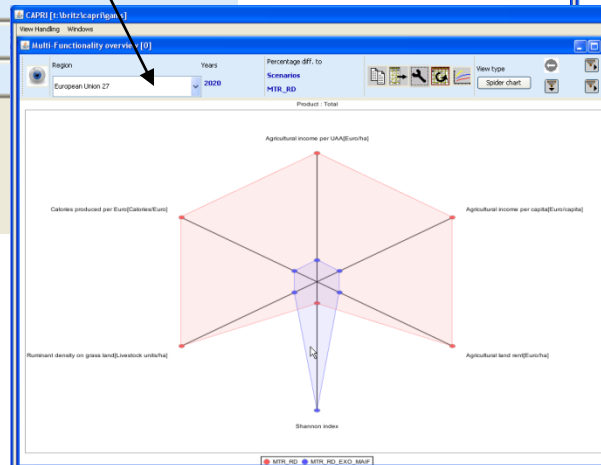 CAPRI [t:\britz\capri\gams]
View Handling Windows
Multi-Functionality overview [0]
Region
Years
Percentage diff. to
European Union 27
2020
Scenarios
MTR_RD
View type
Spider chart
Product : Total
Agricultural income per UAA[Euro/ha]
Calories produced per Euro[Calories/Euro]
Agricultural income per capita[Euro/capita]
Ruminant density on grass land[Livestock units/ha]
Agricultural land rent[Euro/ha]
Shannon index
MTR_RD MTR_RD_EXO_MAIF